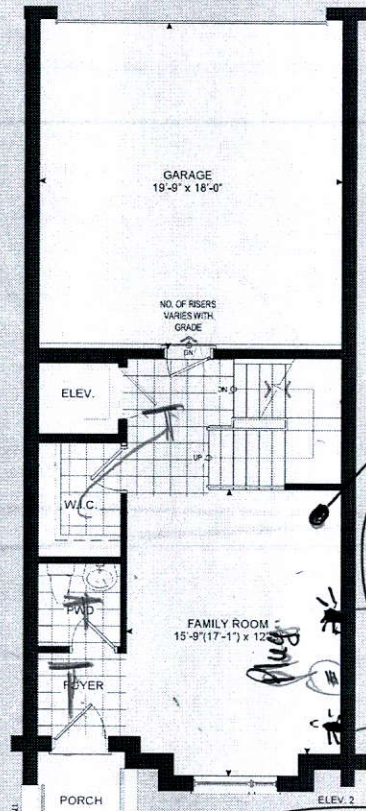 GARAGE
19'-9" x 18'-0"
NO. OF RISERS
VARIES WITH
GRADE
DN
ELEV.
DN
W.I.C.
UP
PWD
FAMILY ROOM
15'-9"(17'-1") x
Plug
FOYER
PORCH
ELEV. 2